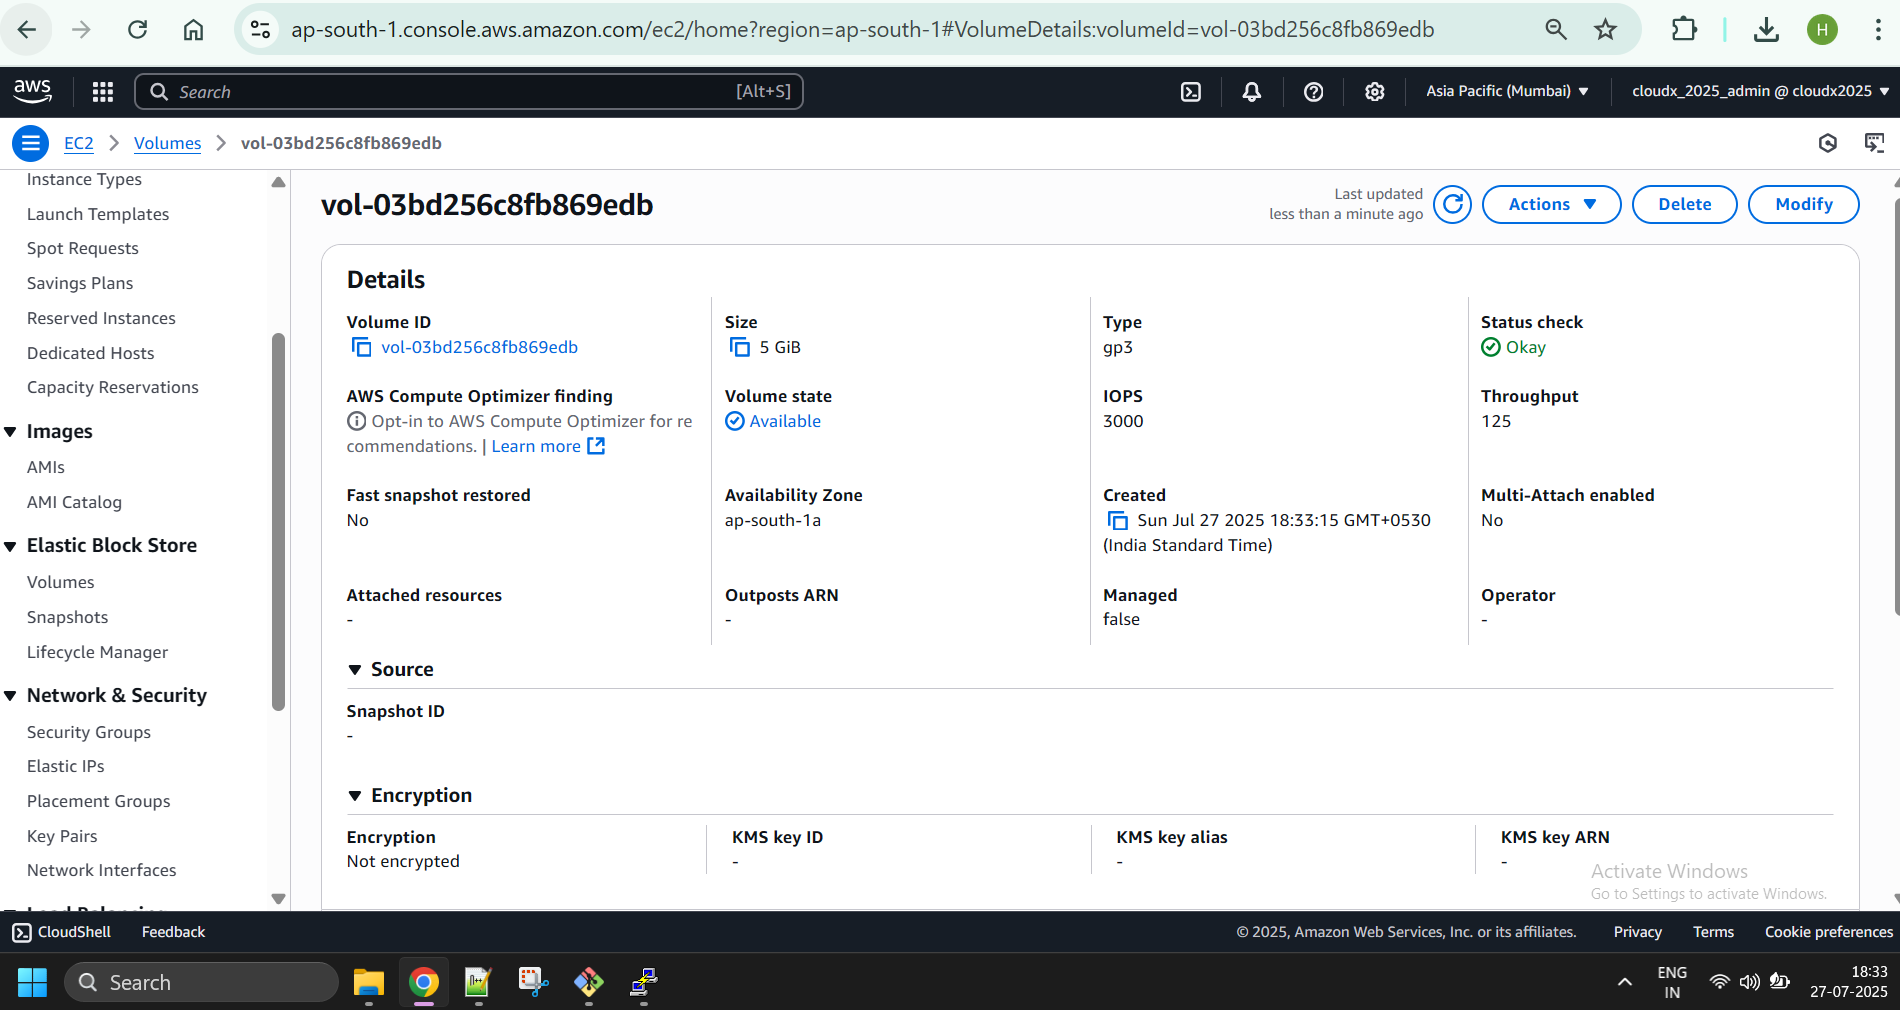 ap-south-1.console.aws.amazon.com/ec2/home?region=ap-south-1#VolumeDetails:volumeId=vol-03bd256c8fb869edb
H
aws
Search
[Alt+S]
Asia Pacific (Mumbai)
cloudx_2025_admin @ cloudx2025
EC2
Volumes
vol-03bd256c8fb869edb
Instance Types
Launch Templates
Spot Requests
Savings Plans
Reserved Instances
Dedicated Hosts
Capacity Reservations
Images
AMIs
AMI Catalog
Elastic Block Store
Volumes
Snapshots
Lifecycle Manager
Network & Security
Security Groups
Elastic IPs
Placement Groups
Key Pairs
Network Interfaces
vol-03bd256c8fb869edb
Last updated
less than a minute ago
Actions
Delete
Modify
Details
Volume ID
vol-03bd256c8fb869edb
Size
5 GiB
Type
gp3
Status check
Okay
AWS Compute Optimizer finding
Opt-in to AWS Compute Optimizer for re
commendations. | Learn more
Volume state
Available
IOPS
3000
Throughput
125
Fast snapshot restored
No
Availability Zone
ap-south-1a
Created
Sun Jul 27 2025 18:33:15 GMT+0530
(India Standard Time)
Multi-Attach enabled
No
Attached resources
-
Outposts ARN
-
Managed
false
Operator
-
Source
Snapshot ID
-
Encryption
Encryption
Not encrypted
KMS key ID
-
KMS key alias
-
KMS key ARN
-
Activate Windows
Go to Settings to activate Windows.
CloudShell
Feedback
© 2025, Amazon Web Services, Inc. or its affiliates.
Privacy
Terms
Cookie preferences
Search
ENG
IN
18:33
27-07-2025